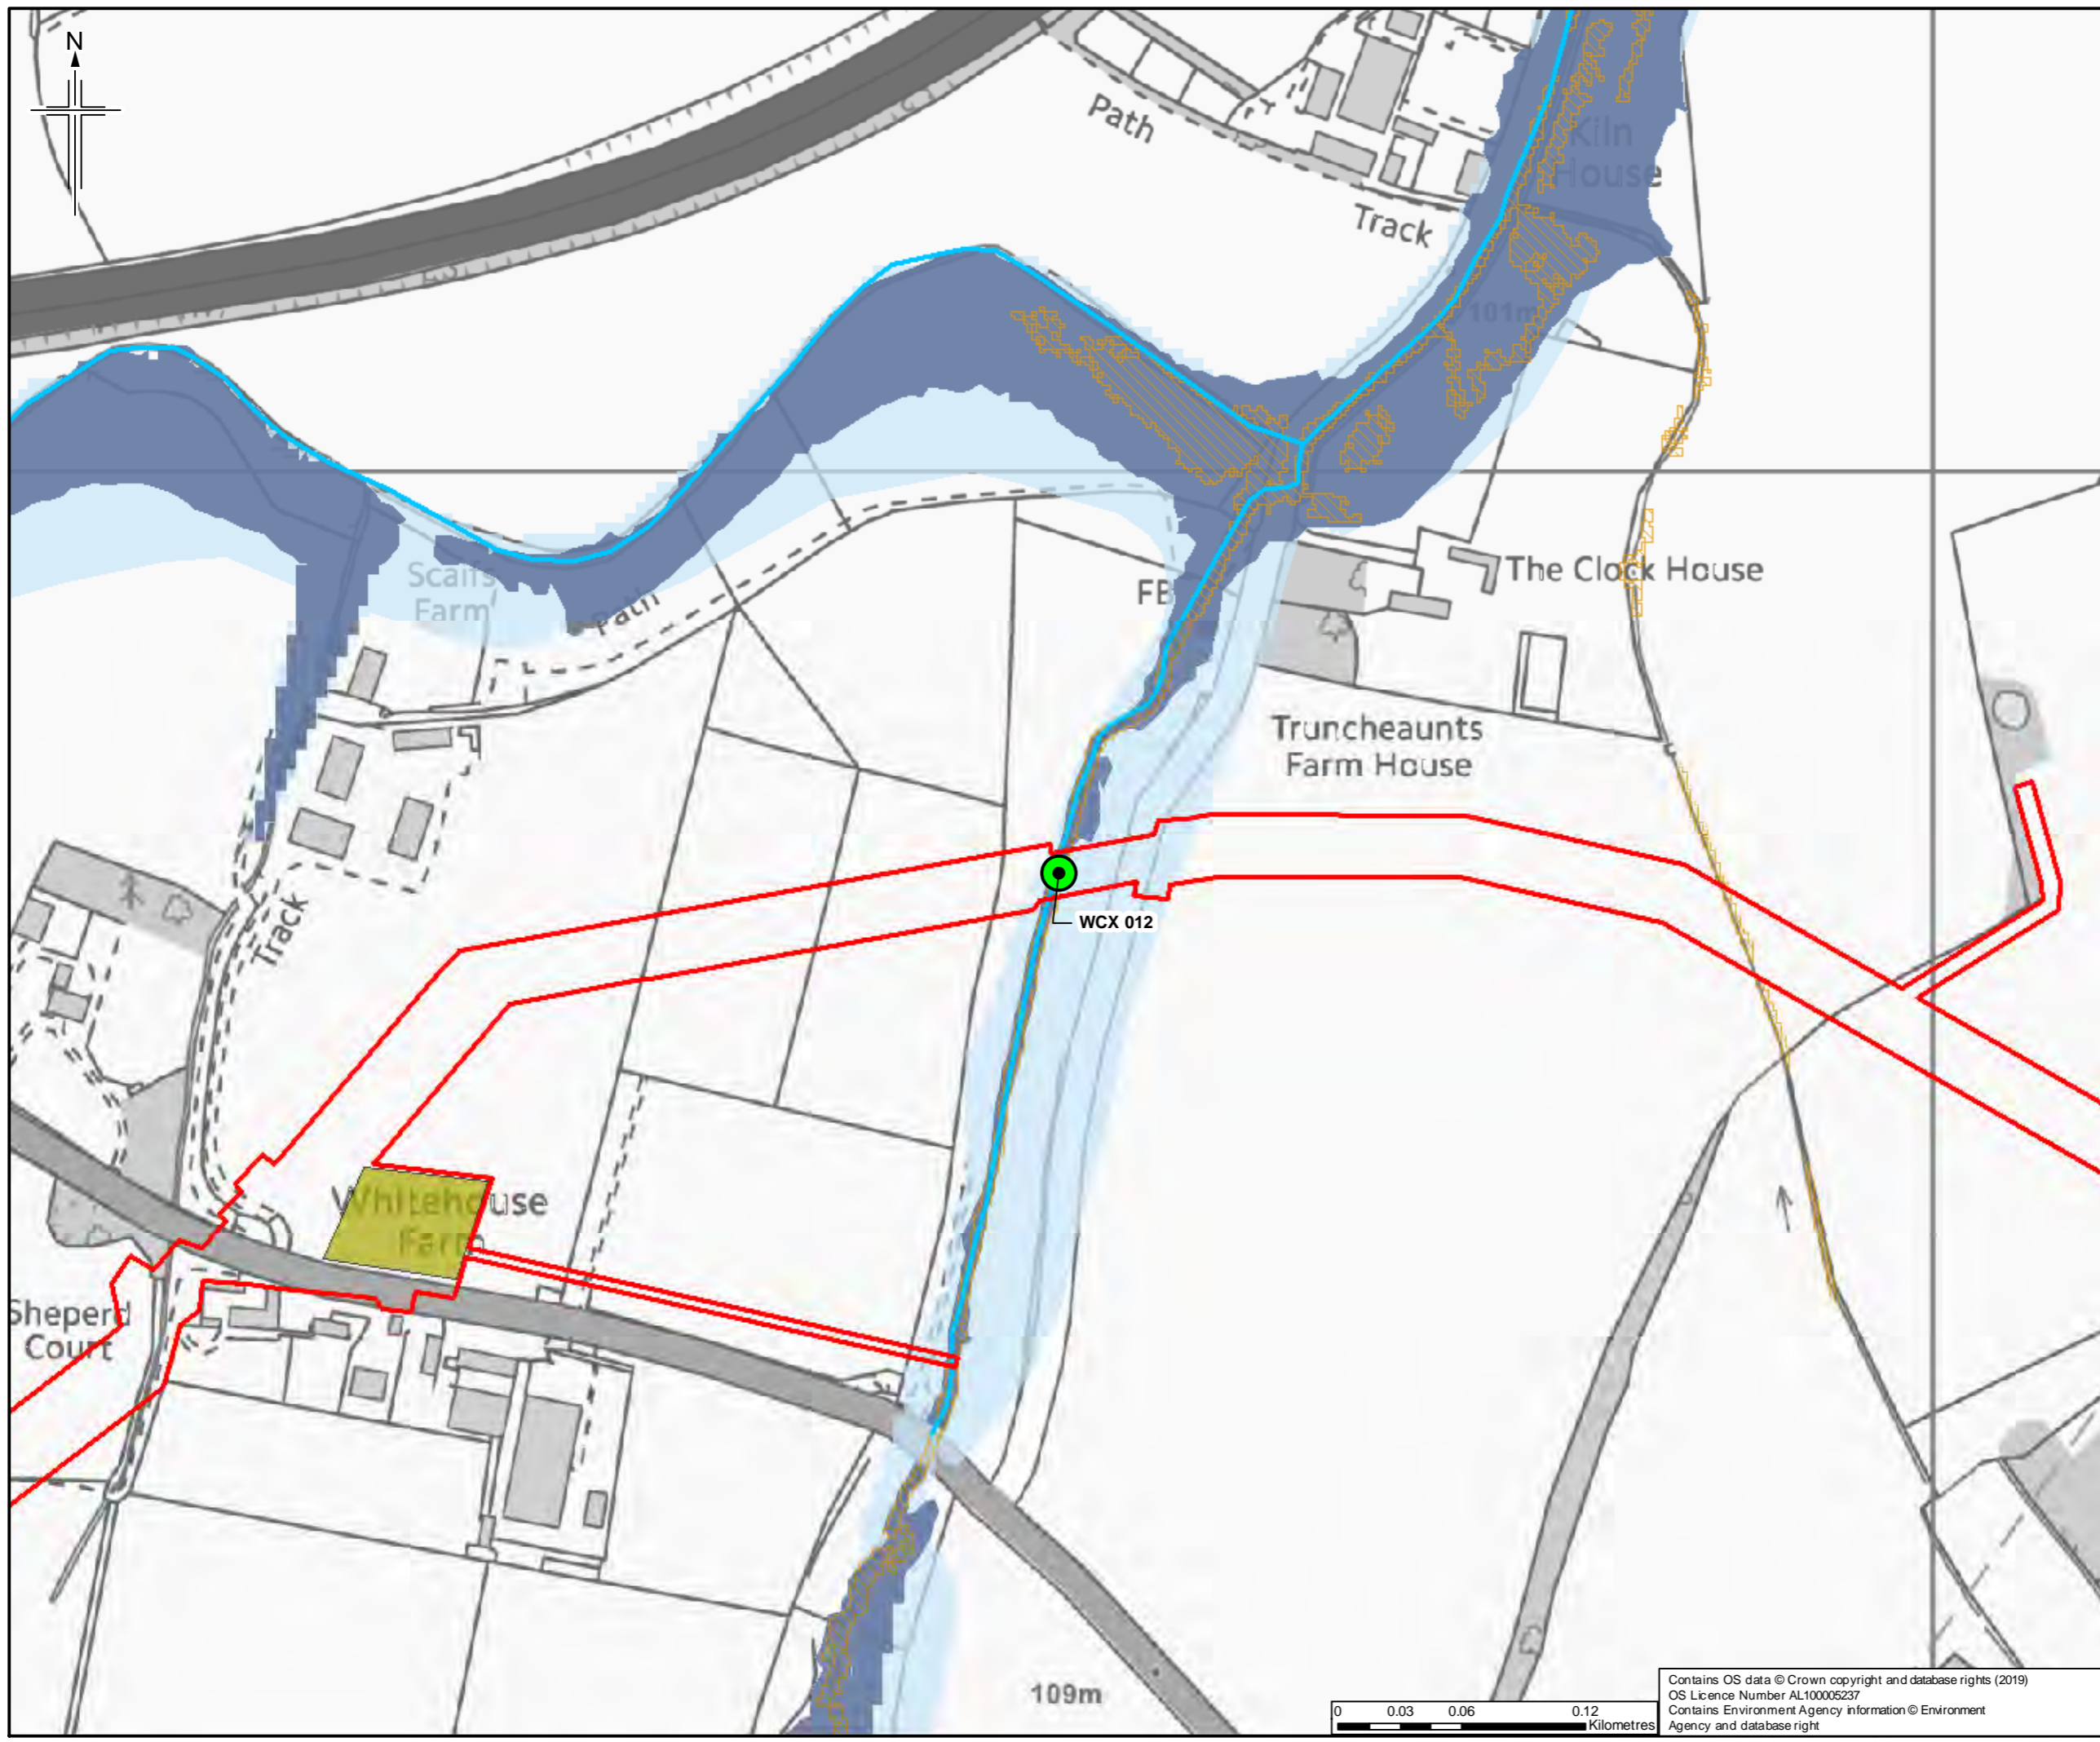 N
Path
Kiln
House
Track
101m
Scaifs
Farm
Path
FB
The Clock House
Truncheaunts
Farm House
WCX 012
Track
Whitehouse
Farm
Sheperd
Court
109m
0 0.03 0.06 0.12
Kilometres
Contains OS data © Crown copyright and database rights (2019)
OS Licence Number AL100005237
Contains Environment Agency information © Environment
Agency and database right